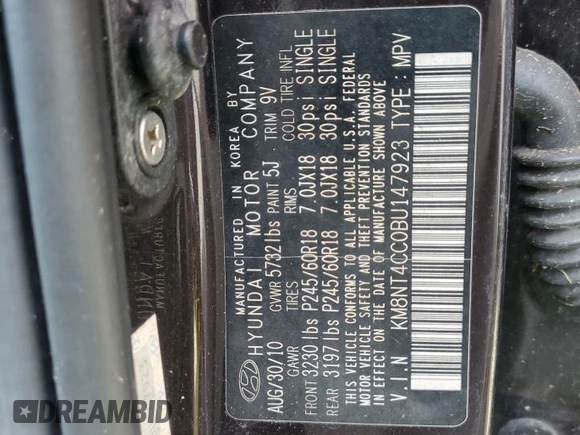 MANUFACTURED IN KOREA BY
HYUNDAI MOTOR COMPANY
AUG/30/10 GVWR 5732 lbs PAINT 5J TRIM 9V
GAWR TIRES RIMS COLD TIRE INFL
FRONT 3230 lbs P245/60R18 7.0JX18 30psi SINGLE
REAR 3197 lbs P245/60R18 7.0JX18 30psi SINGLE
THIS VEHICLE CONFORMS TO ALL APPLICABLE U.S.A. FEDERAL
MOTOR VEHICLE SAFETY AND THEFT PREVENTION STANDARDS
IN EFFECT ON THE DATE OF MANUFACTURE SHOWN ABOVE.
V.I.N KM8NT4CC0BU147923 TYPE : MPV
DREAMBID